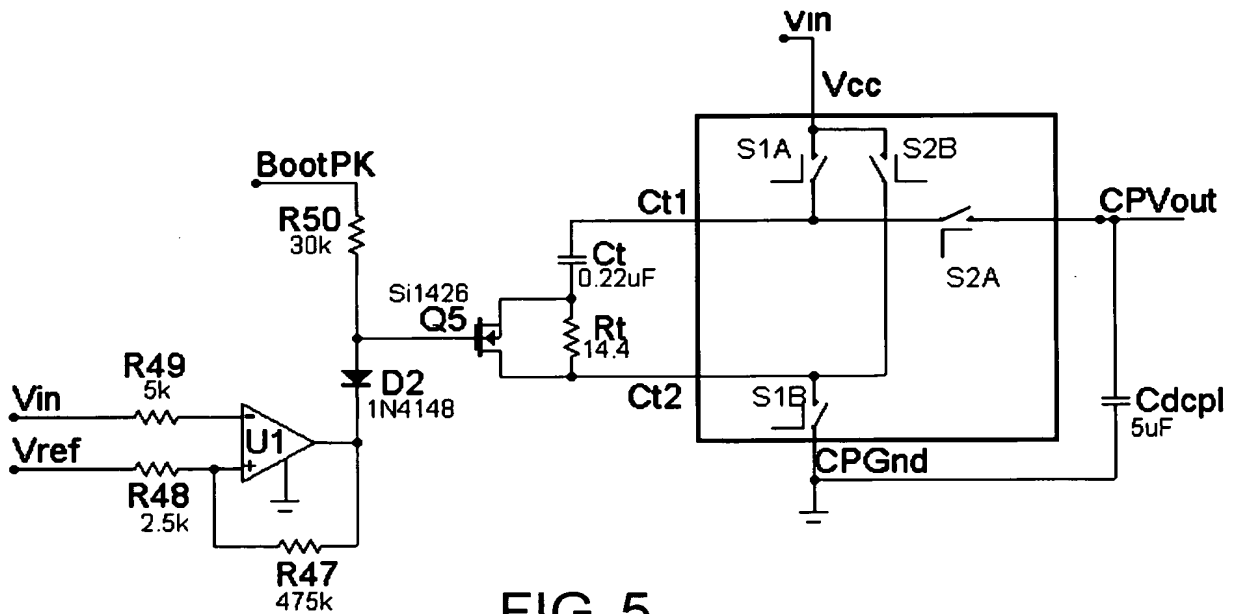 Vin
Vcc
S1A
S2B
BootPK
R50
30k
Ct1
CPVout
Ct
0.22uF
S2A
Si1426
Q5
Rt
14.4
R49
5k
D2
1N4148
Ct2
S1B
Cdcpl
5uF
Vin
U1
Vref
CPGnd
R48
2.5k
R47
475k
FIG. 5